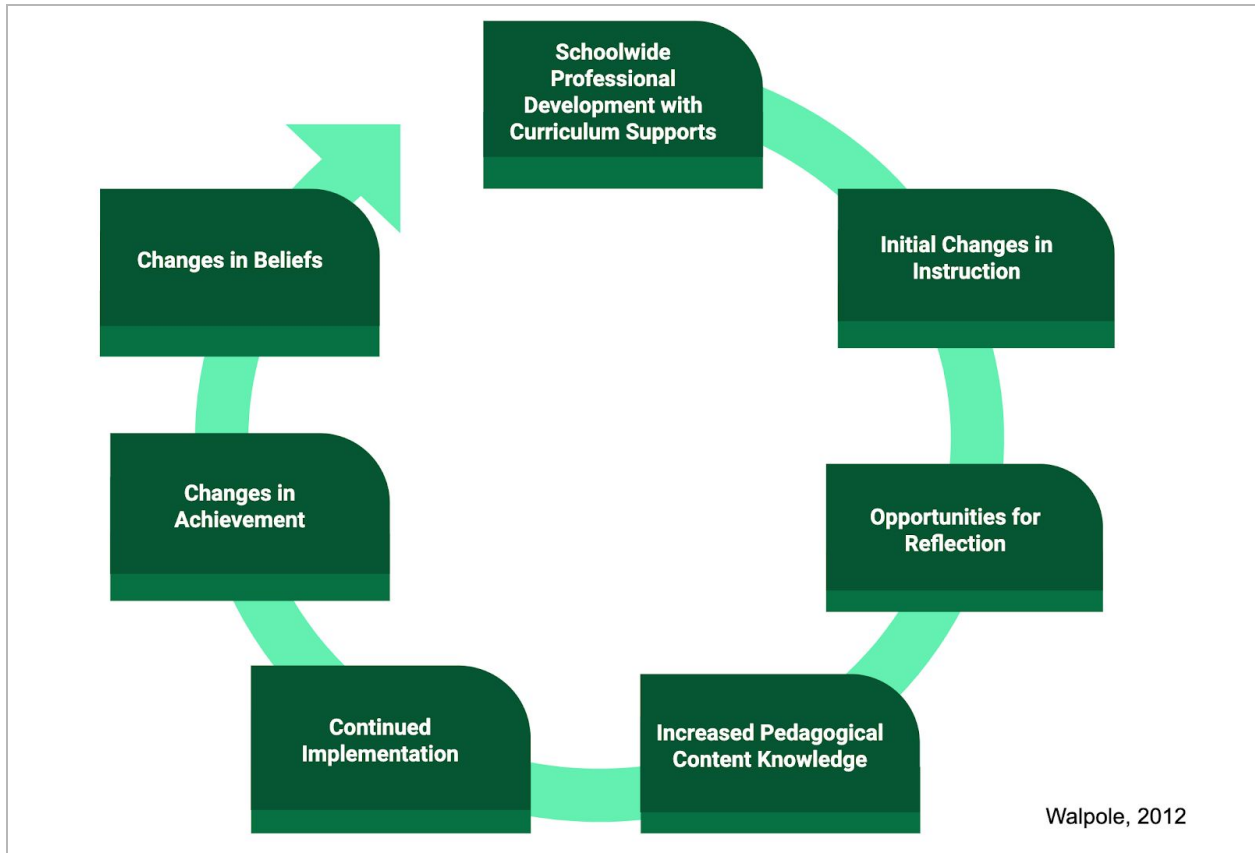 Schoolwide
Professional
Development with
Curriculum Supports
Initial Changes in
Instruction
Opportunities for
Reflection
Increased Pedagogical
Content Knowledge
Continued
Implementation
Changes in
Achievement
Changes in Beliefs
Walpole, 2012